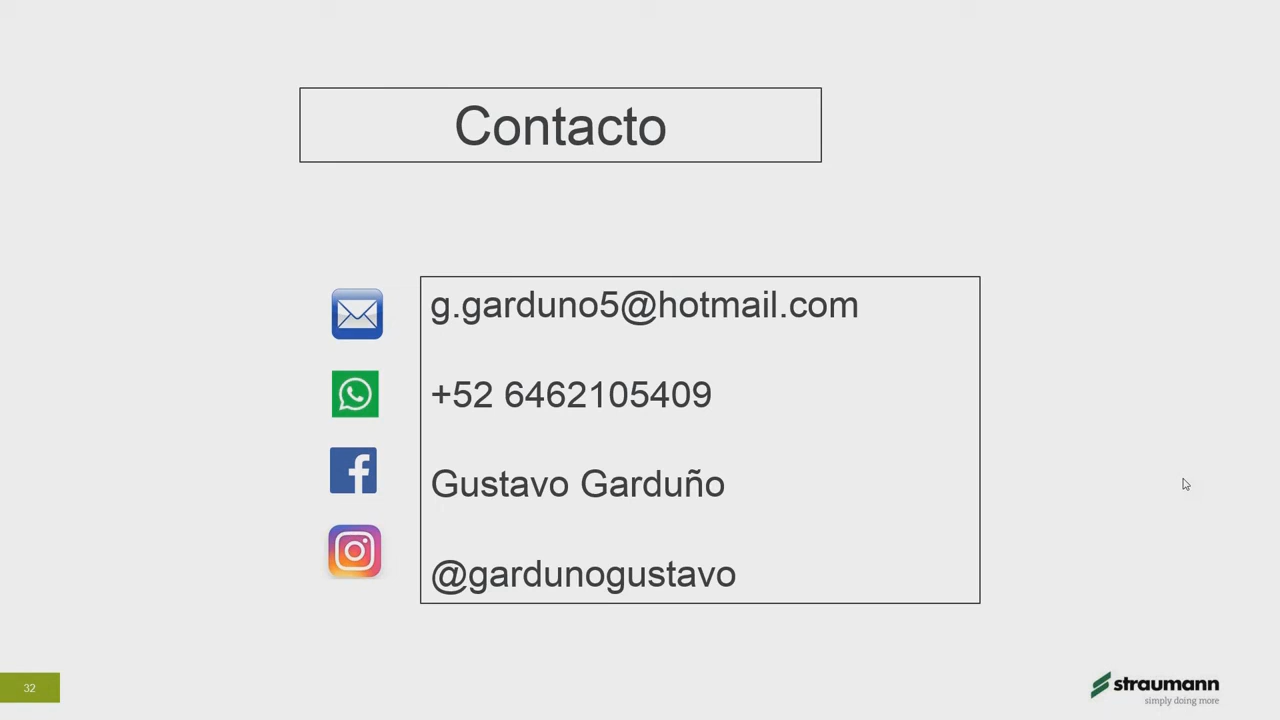 Contacto
g.garduno5@hotmail.com
+52 6462105409
Gustavo Garduño
@gardunogustavo
32
straumann
simply doing more